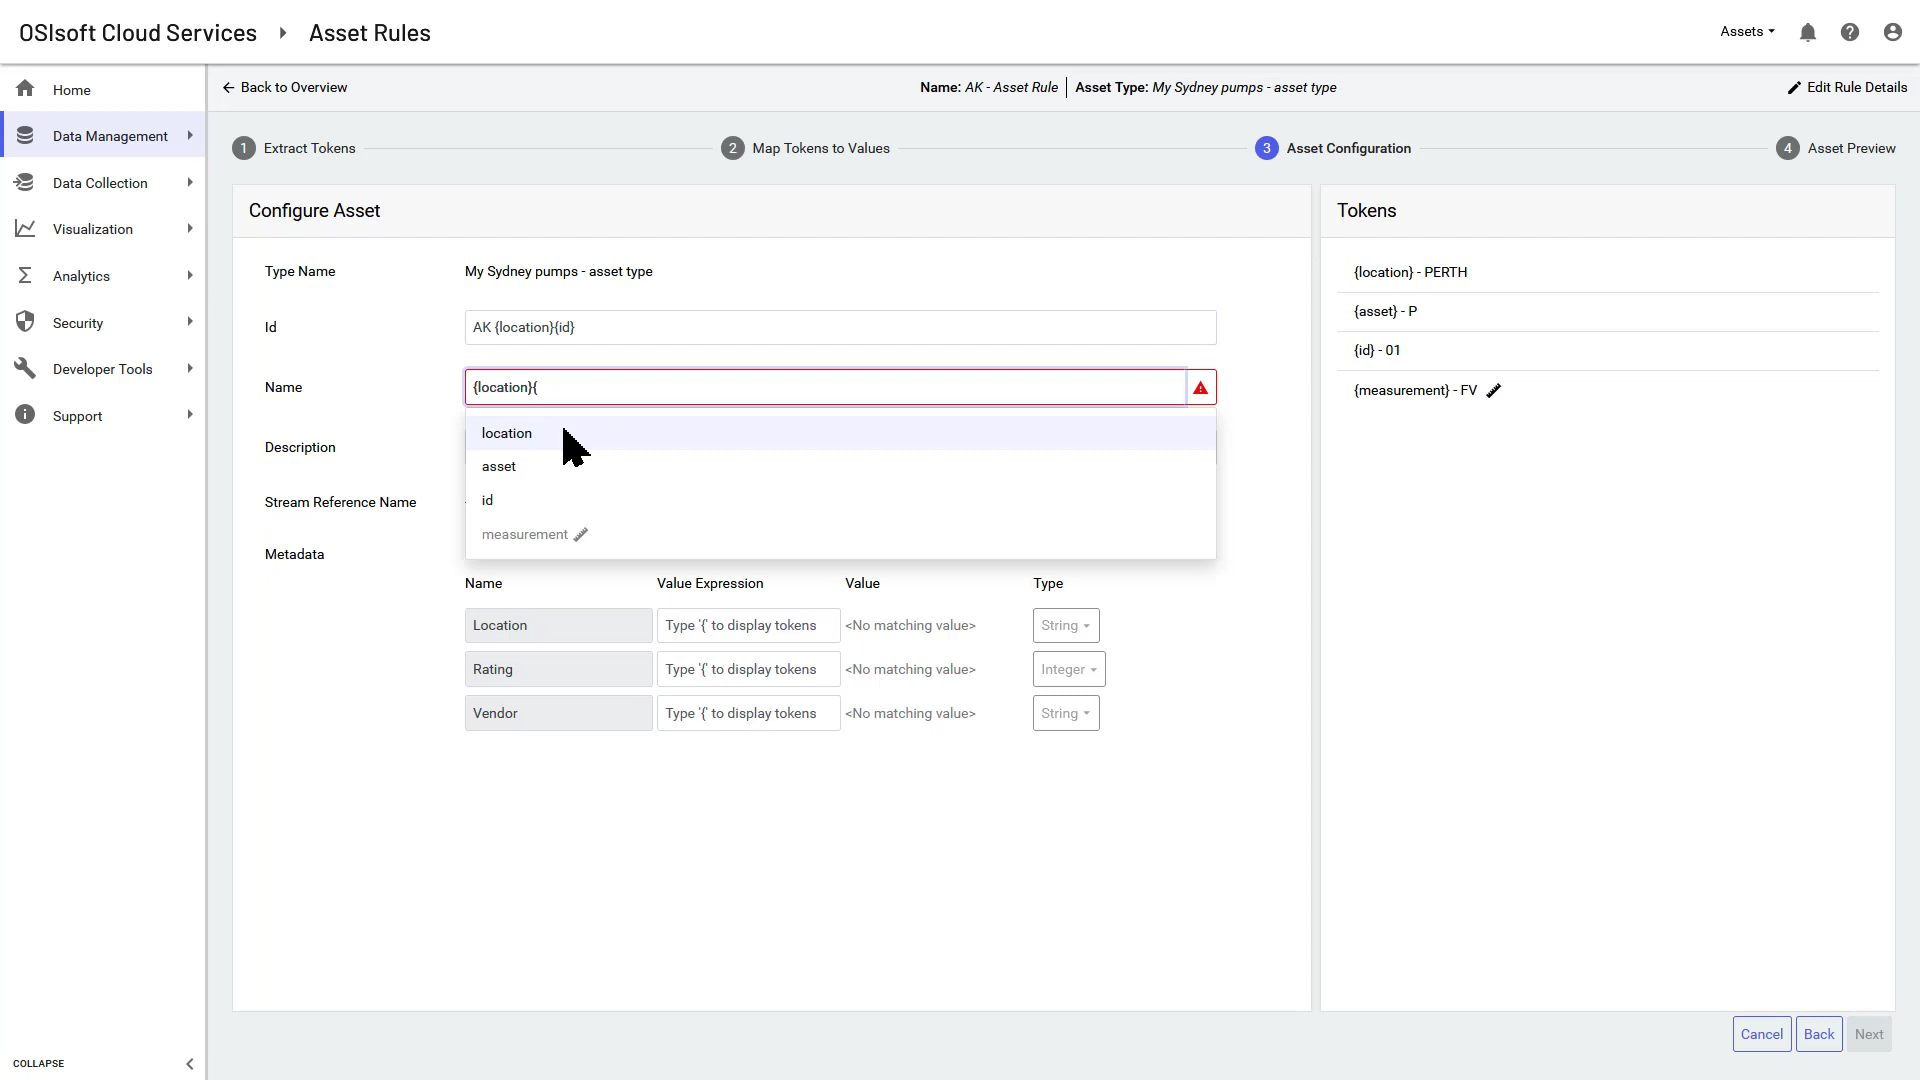 OSIsoft Cloud Services
Asset Rules
Assets
Home
Data Management
Data Collection
Visualization
Analytics
Security
Developer Tools
Support
COLLAPSE
Back to Overview
Name: AK - Asset Rule
Asset Type: My Sydney pumps - asset type
Edit Rule Details
1 Extract Tokens
2 Map Tokens to Values
3 Asset Configuration
4 Asset Preview
Configure Asset
Type Name
My Sydney pumps - asset type
Id
AK {location}{id}
Name
{location}{
location
asset
id
measurement
Description
Stream Reference Name
Metadata
Name Value Expression Value Type
Location Type '{' to display tokens <No matching value> String
Rating Type '{' to display tokens <No matching value> Integer
Vendor Type '{' to display tokens <No matching value> String
Tokens
{location} - PERTH
{asset} - P
{id} - 01
{measurement} - FV
Cancel
Back
Next